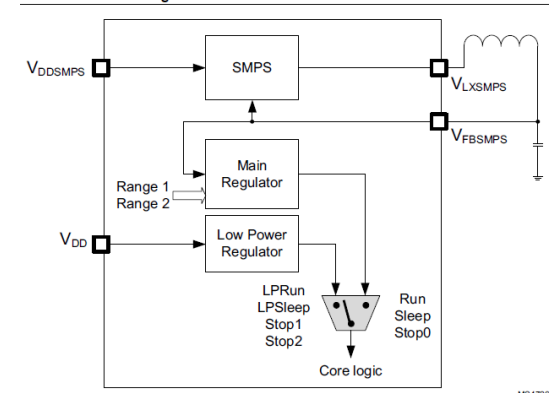 VDDSMPS
SMPS
VLXSMPS
VFBSMPS
Main
Regulator
Range 1
Range 2
VDD
Low Power
Regulator
LPRun
LPSleep
Stop1
Stop2
Run
Sleep
Stop0
Core logic